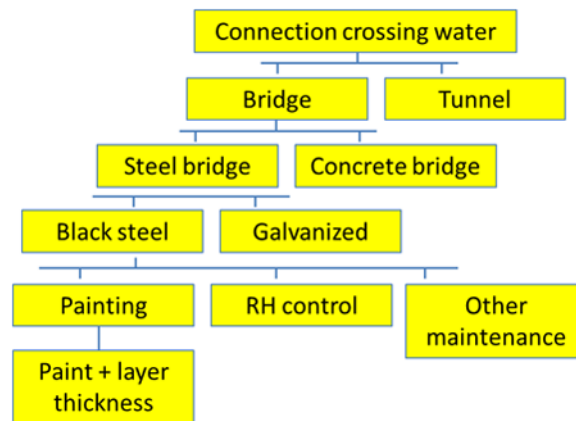 Connection crossing water
Bridge
Tunnel
Steel bridge
Concrete bridge
Black steel
Galvanized
Painting
RH control
Other
maintenance
Paint + layer
thickness